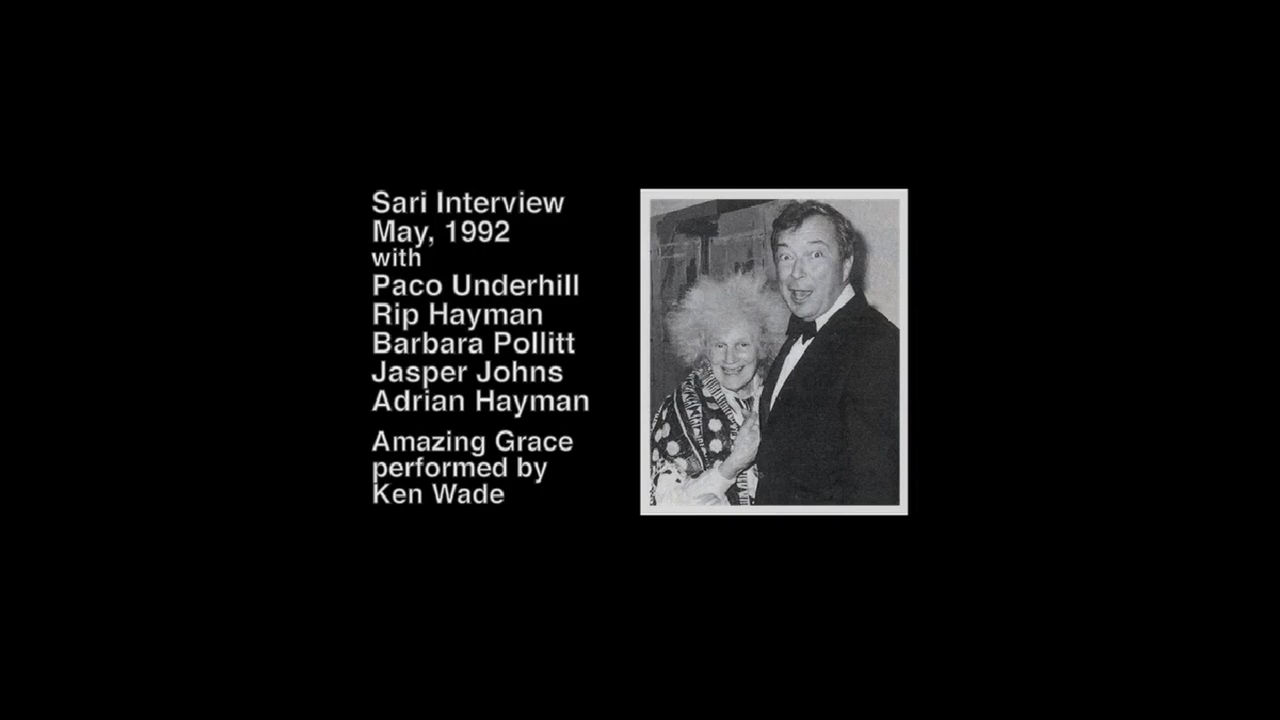 Sari Interview
May, 1992
with
Paco Underhill
Rip Hayman
Barbara Pollitt
Jasper Johns
Adrian Hayman
Amazing Grace
performed by
Ken Wade